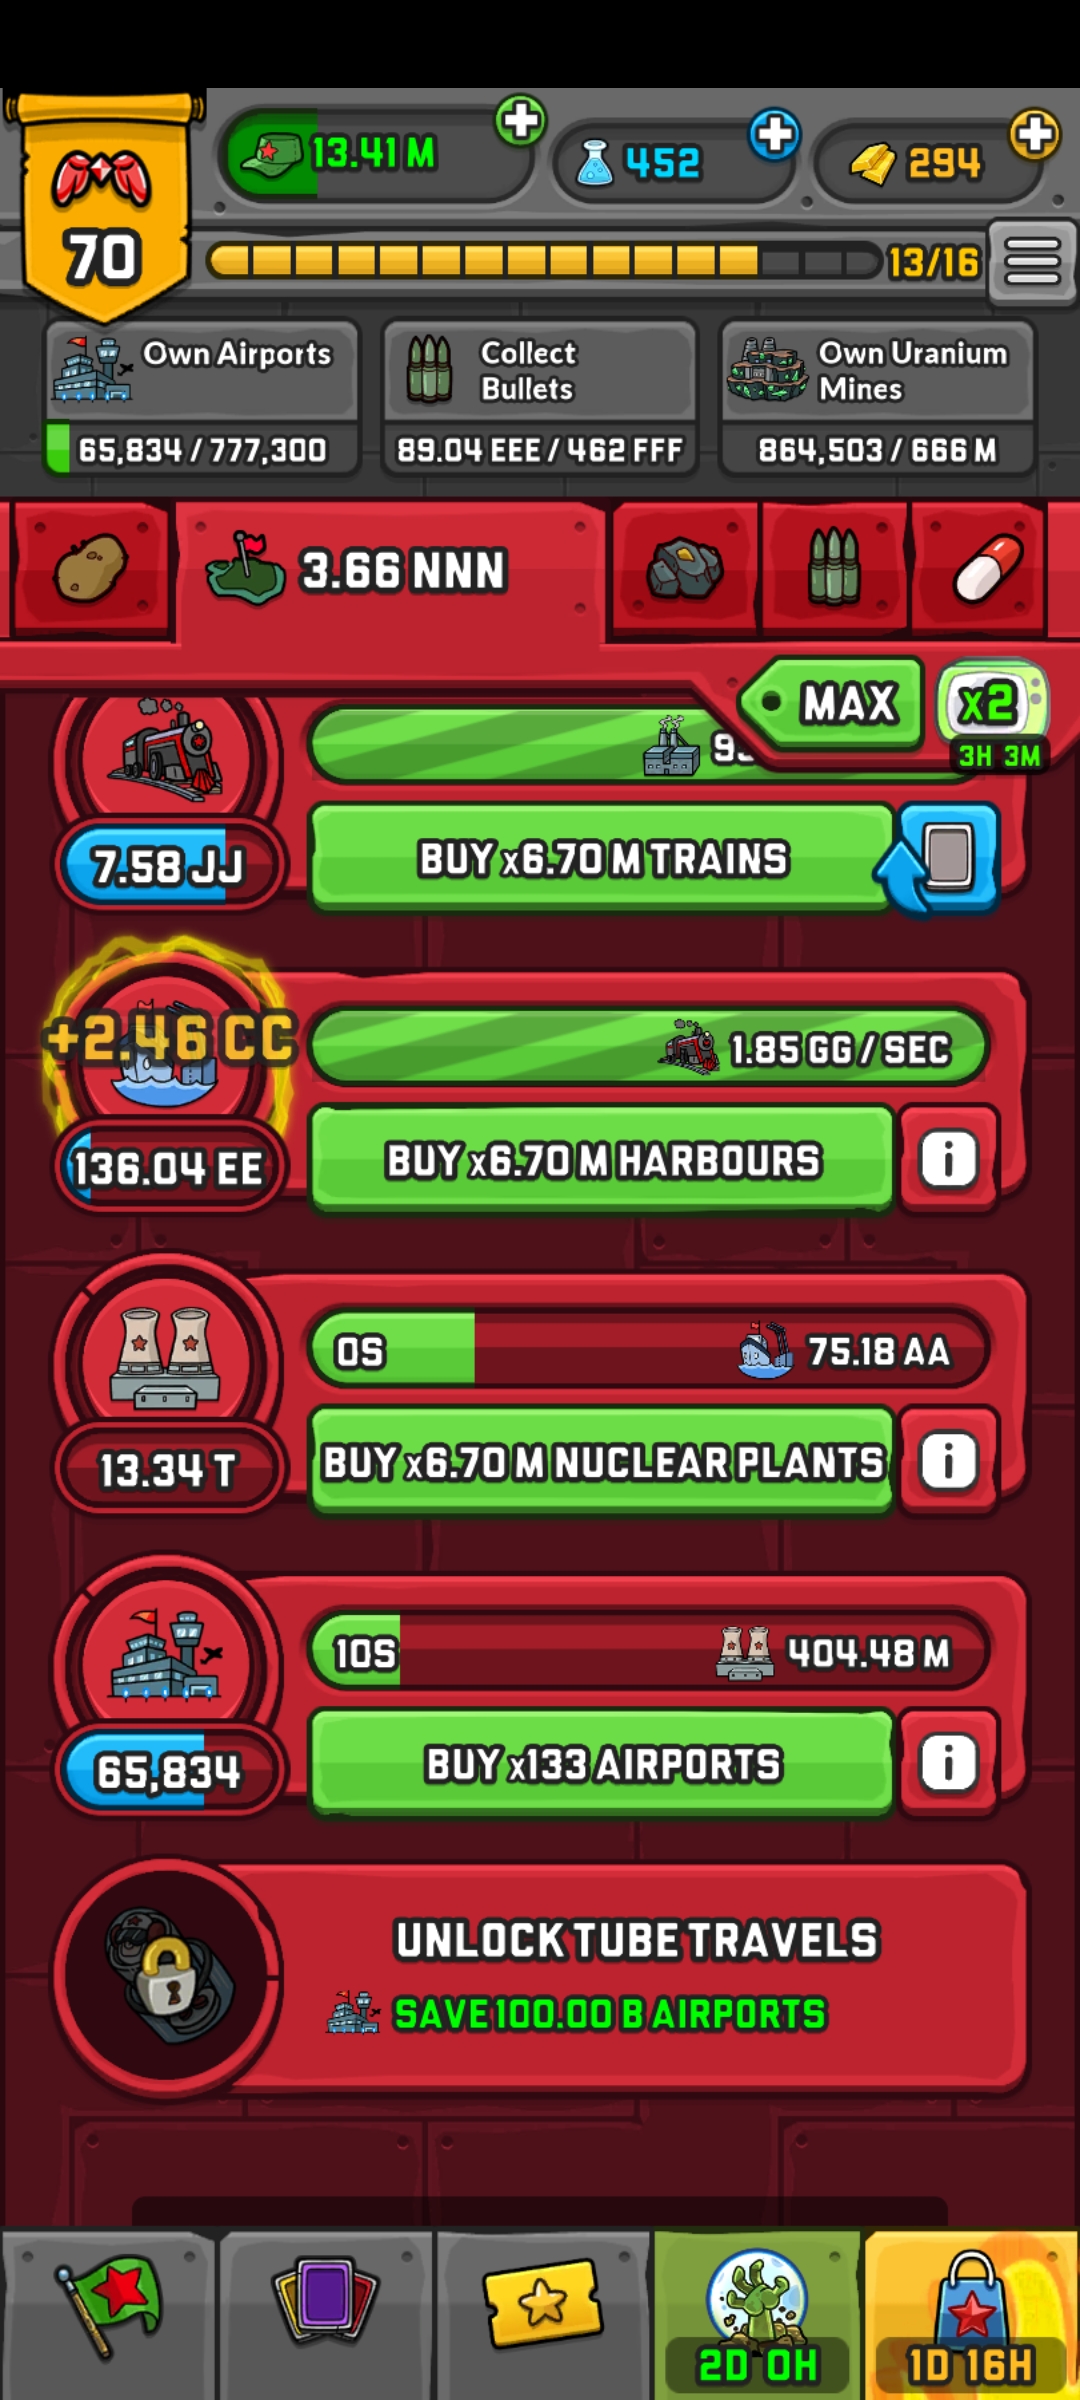 13.41 M
452
294
70
13/16
Own Airports
65,834 / 777,300
Collect
Bullets
89.04 EEE / 462 FFF
Own Uranium
Mines
864,503 / 666 M
3.66 NNN
MAX
x2
3H 3M
7.58 JJ
BUY x6.70 M TRAINS
+2.46 CC
1.85 GG / SEC
136.04 EE
BUY x6.70 M HARBOURS
i
0S
75.18 AA
13.34 T
BUY x6.70 M NUCLEAR PLANTS
i
10S
404.48 M
65,834
BUY x133 AIRPORTS
i
UNLOCK TUBE TRAVELS
SAVE 100.00 B AIRPORTS
2D 0H
1D 16H